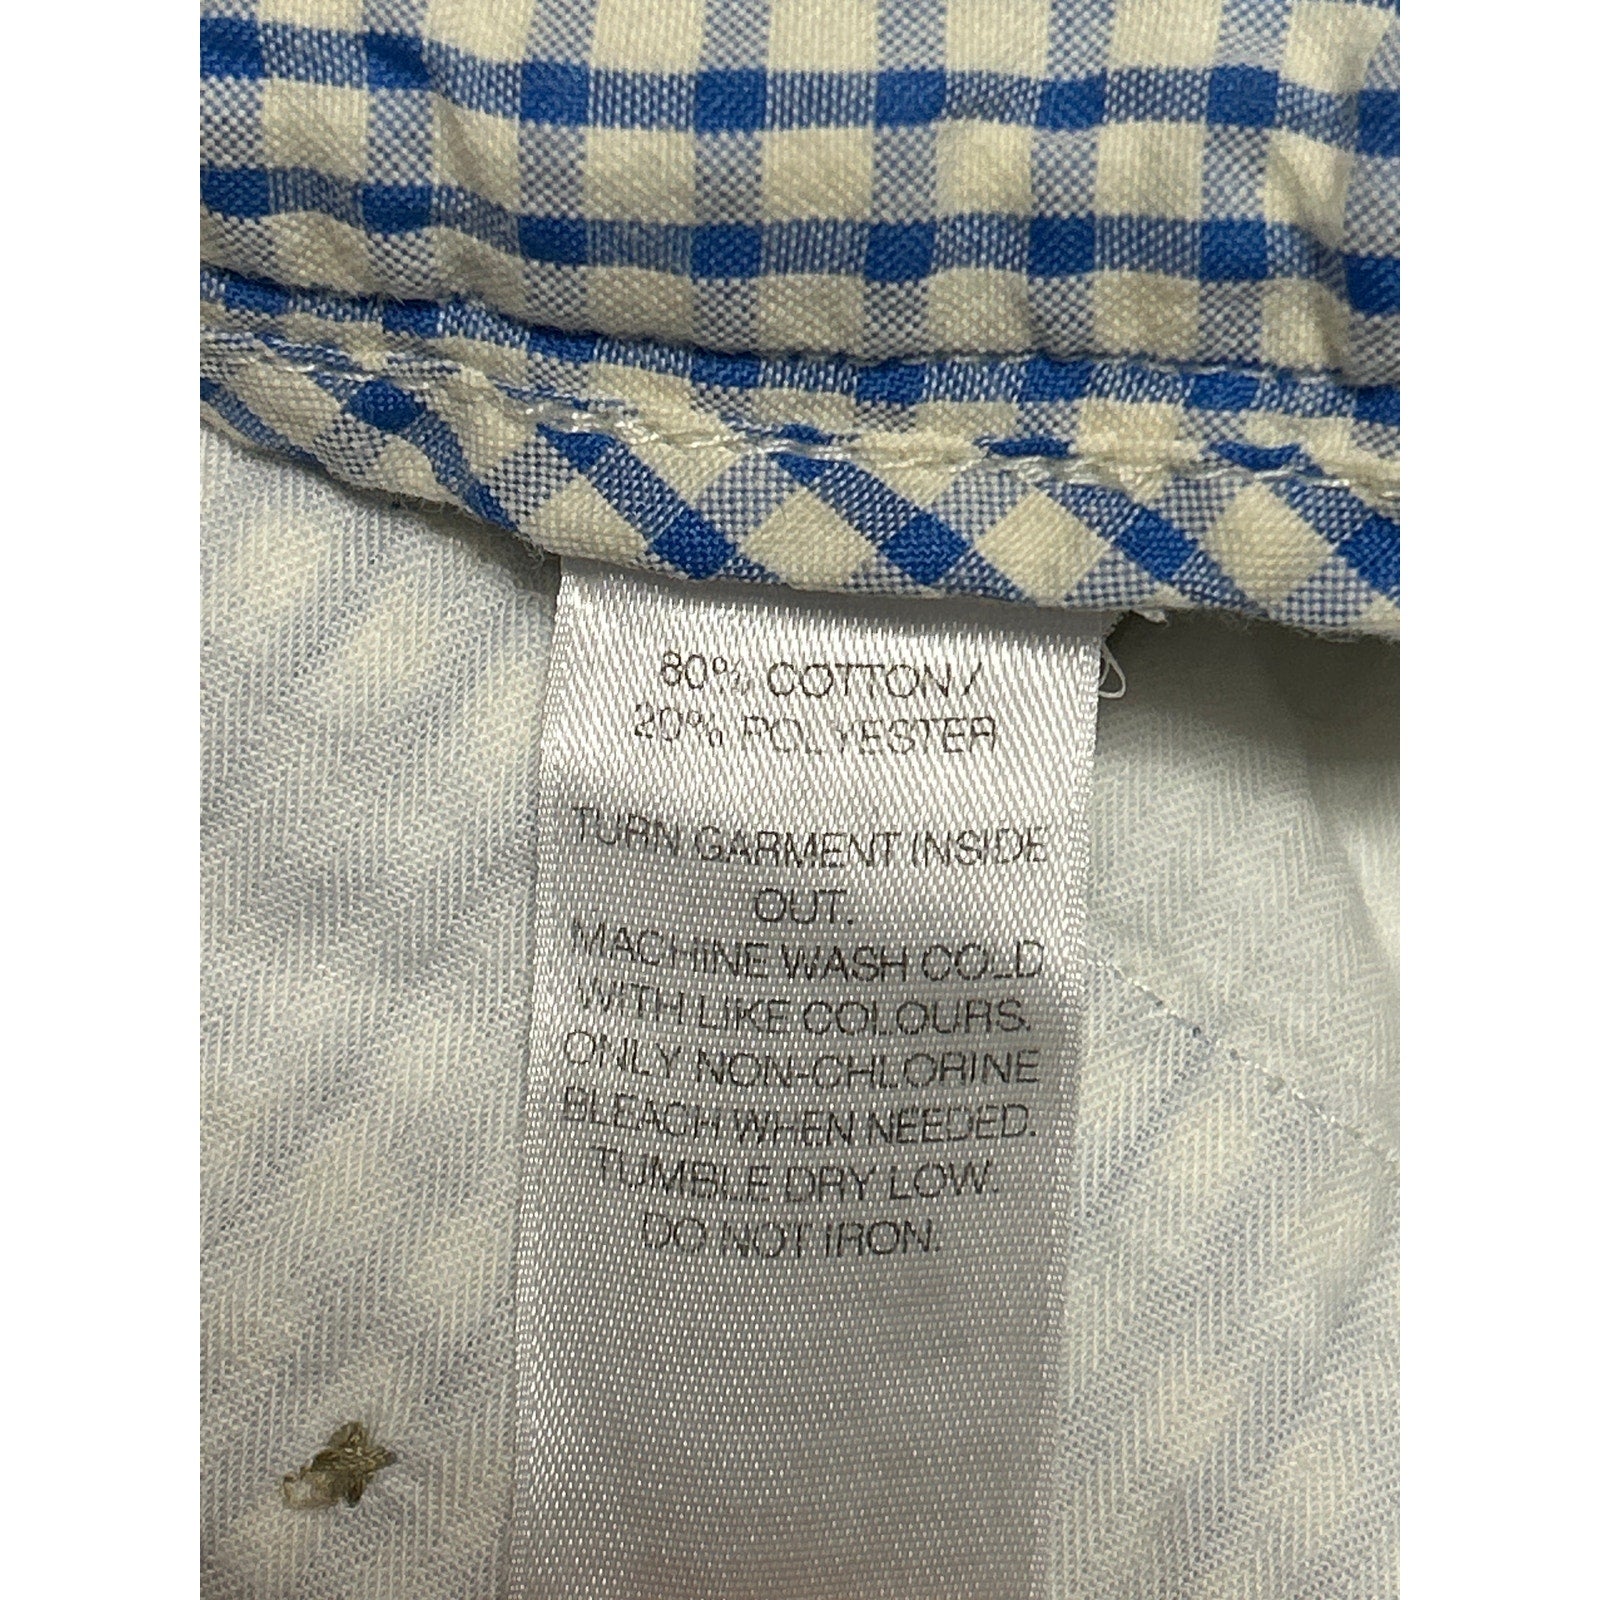 80% COTTON/
20% POLYESTER
TURN GARMENT INSIDE
OUT.
MACHINE WASH COLD
WITH LIKE COLOURS.
ONLY NON-CHLORINE
BLEACH WHEN NEEDED.
TUMBLE DRY LOW.
DO NOT IRON.